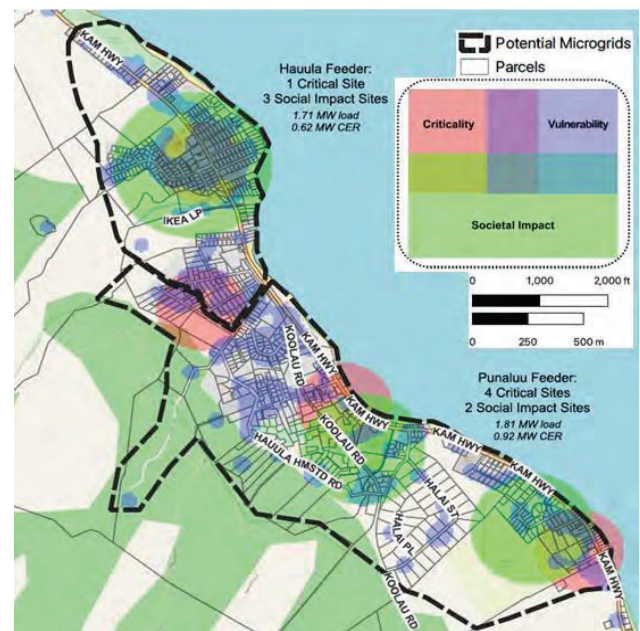 Potential Microgrids
Parcels
Criticality
Vulnerability
Societal Impact
0 1,000 2,000 ft
0 250 500 m
Hauula Feeder:
1 Critical Site
3 Social Impact Sites
1.71 MW load
0.62 MW CER
Punaluu Feeder:
4 Critical Sites
2 Social Impact Sites
1.81 MW load
0.92 MW CER
KAM HWY
IKEA LP
KOOLAU RD
KAM HWY
KAM HWY
KOOLAU RD
HAUULA HMSTD RD
KAM HWY
KAM HWY
HALAI ST
HALAI PL
KOOLAU RD
KAM HWY